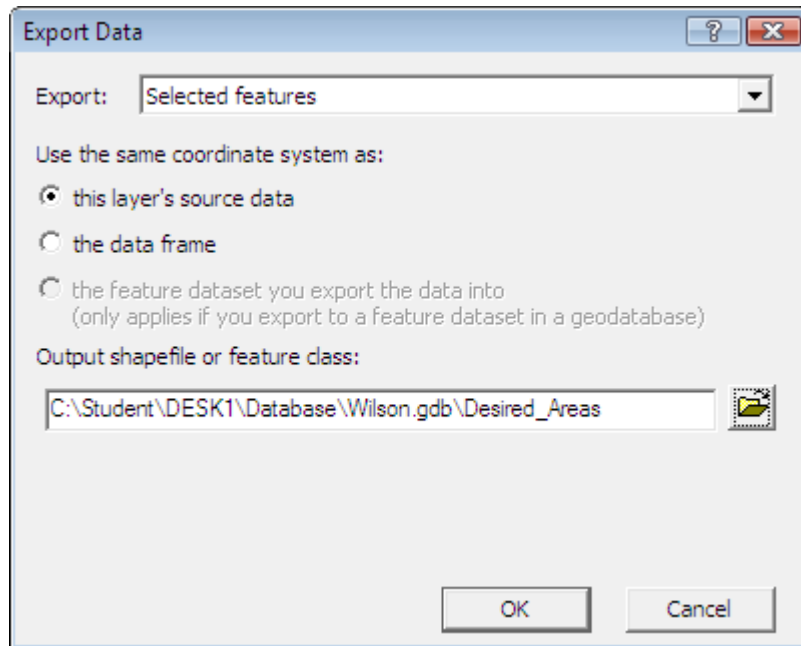 Export Data
Export: Selected features
Use the same coordinate system as:
this layer's source data
the data frame
the feature dataset you export the data into
(only applies if you export to a feature dataset in a geodatabase)
Output shapefile or feature class:
C:\Student\DESK1\Database\Wilson.gdb\Desired_Areas
OK Cancel